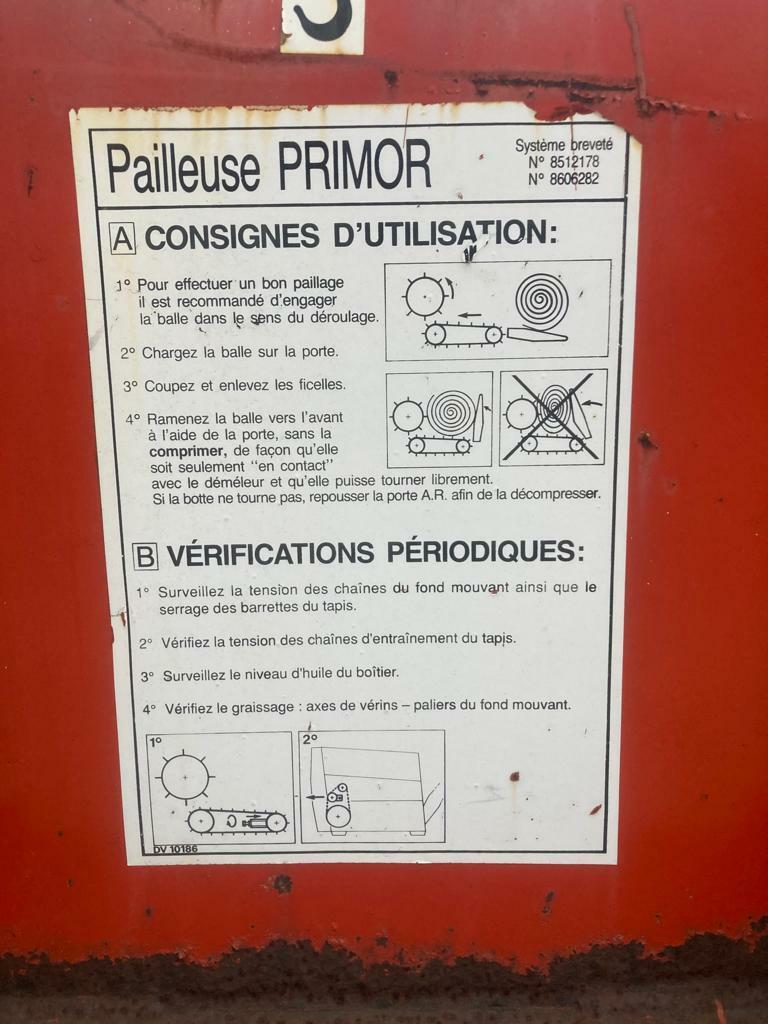 Pailleuse PRIMOR
Système breveté
N° 8512178
N° 8606282
A CONSIGNES D'UTILISATION:
1° Pour effectuer un bon paillage
il est recommandé d'engager
la balle dans le sens du déroulage.
2° Chargez la balle sur la porte.
3° Coupez et enlevez les ficelles.
4° Ramenez la balle vers l'avant
à l'aide de la porte, sans la
comprimer, de façon qu'elle
soit seulement "en contact"
avec le démêleur et qu'elle puisse tourner librement.
Si la botte ne tourne pas, repousser la porte A.R. afin de la décompresser.
B VÉRIFICATIONS PÉRIODIQUES:
1° Surveillez la tension des chaînes du fond mouvant ainsi que le
serrage des barrettes du tapis.
2° Vérifiez la tension des chaînes d'entraînement du tapis.
3° Surveillez le niveau d'huile du boîtier.
4° Vérifiez le graissage : axes de vérins – paliers du fond mouvant.
1° 2°
DV 10186